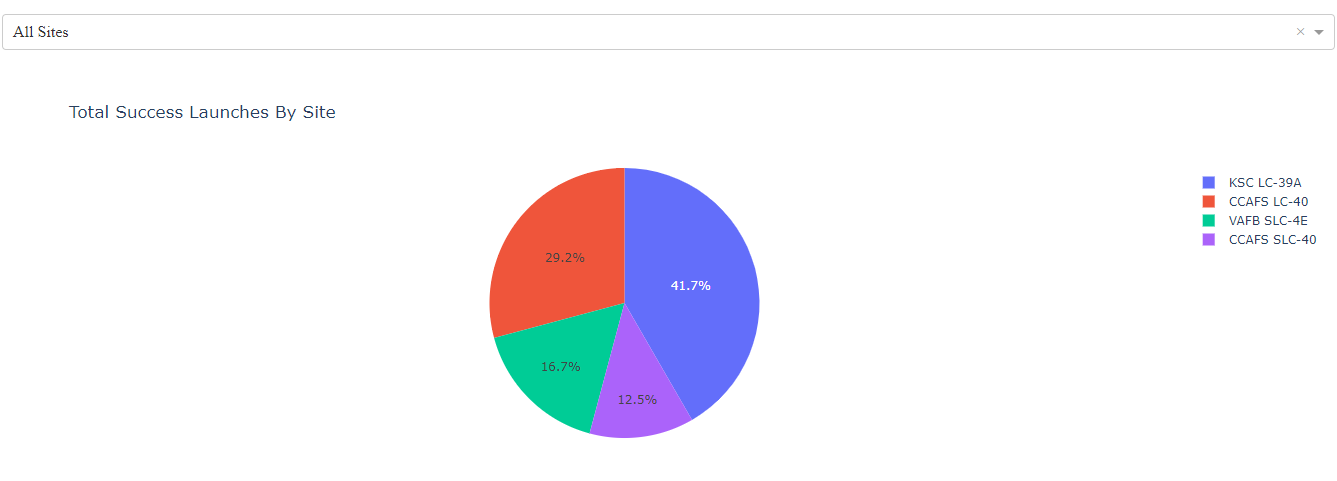 All Sites ×
Total Success Launches By Site
KSC LC-39A
CCAFS LC-40
VAFB SLC-4E
CCAFS SLC-40
29.2%
41.7%
16.7%
12.5%